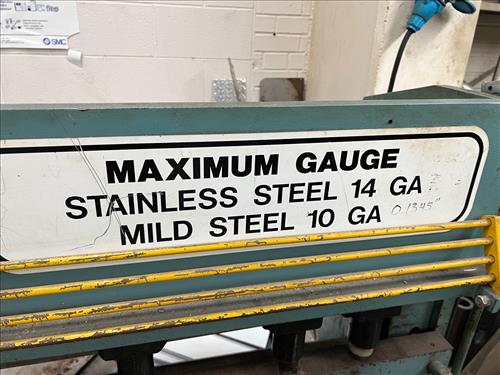 SMC
MAXIMUM GAUGE
STAINLESS STEEL 14 GA
MILD STEEL 10 GA 0.1345"